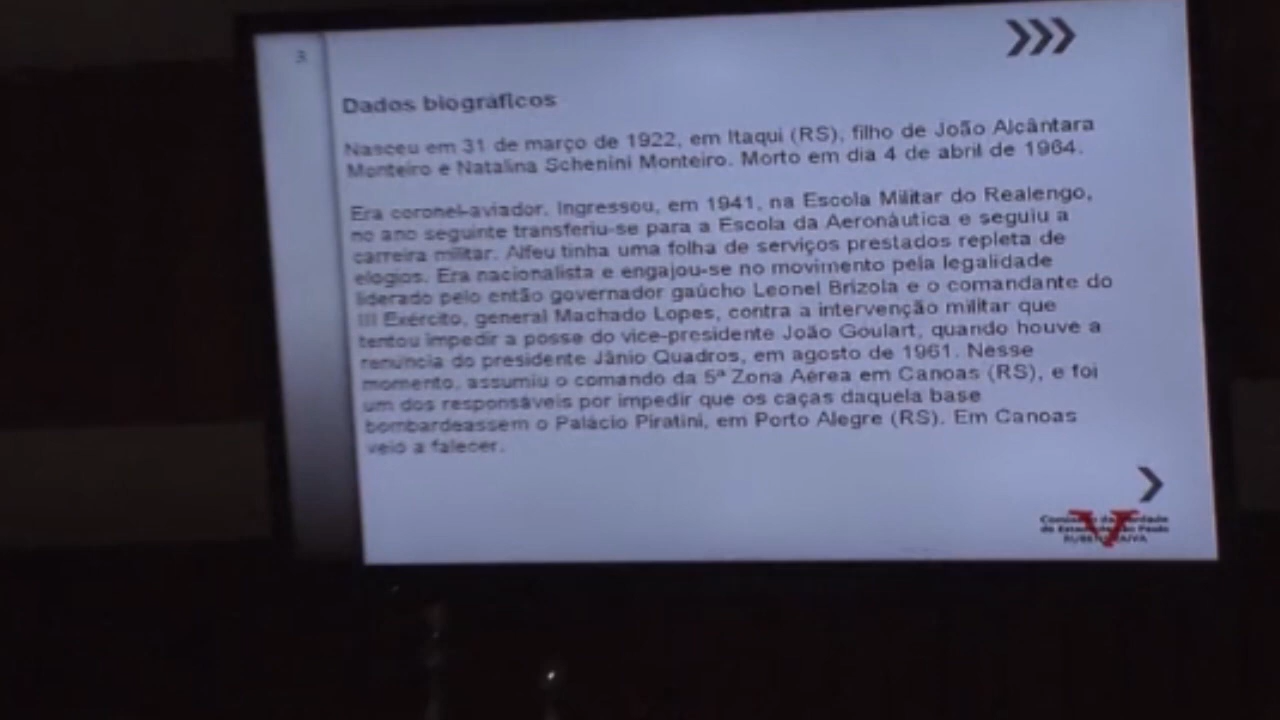 3
Dados biográficos
Nasceu em 31 de março de 1922, em Itaqui (RS), filho de João Alcântara
Monteiro e Natalina Schenini Monteiro. Morto em dia 4 de abril de 1964.
Era coronel-aviador. Ingressou, em 1941, na Escola Militar do Realengo,
no ano seguinte transferiu-se para a Escola da Aeronáutica e seguiu a
carreira militar. Alfeu tinha uma folha de serviços prestados repleta de
elogios. Era nacionalista e engajou-se no movimento pela legalidade
liderado pelo então governador gaúcho Leonel Brizola e o comandante do
III Exército, general Machado Lopes, contra a intervenção militar que
tentou impedir a posse do vice-presidente João Goulart, quando houve a
renúncia do presidente Jânio Quadros, em agosto de 1961. Nesse
momento, assumiu o comando da 5ª Zona Aérea em Canoas (RS), e foi
um dos responsáveis por impedir que os caças daquela base
bombardeassem o Palácio Piratini, em Porto Alegre (RS). Em Canoas
veio a falecer.
V